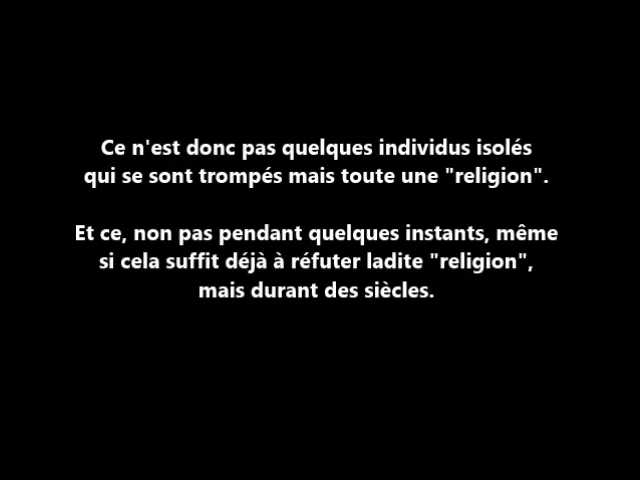 Ce n'est donc pas quelques individus isolés
qui se sont trompés mais toute une "religion".
Et ce, non pas pendant quelques instants, même
si cela suffit déjà à réfuter ladite "religion",
mais durant des siècles.